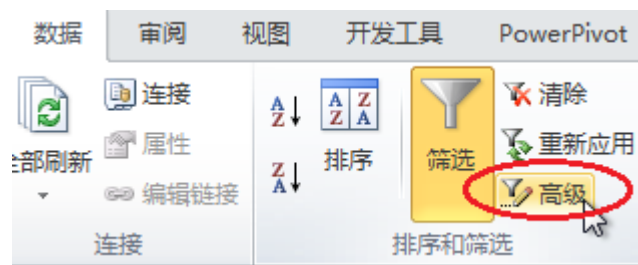 数据 审阅 视图 开发工具 PowerPivot
连接 清除
属性 重新应用
全部刷新 排序 筛选
编辑链接 高级
连接 排序和筛选